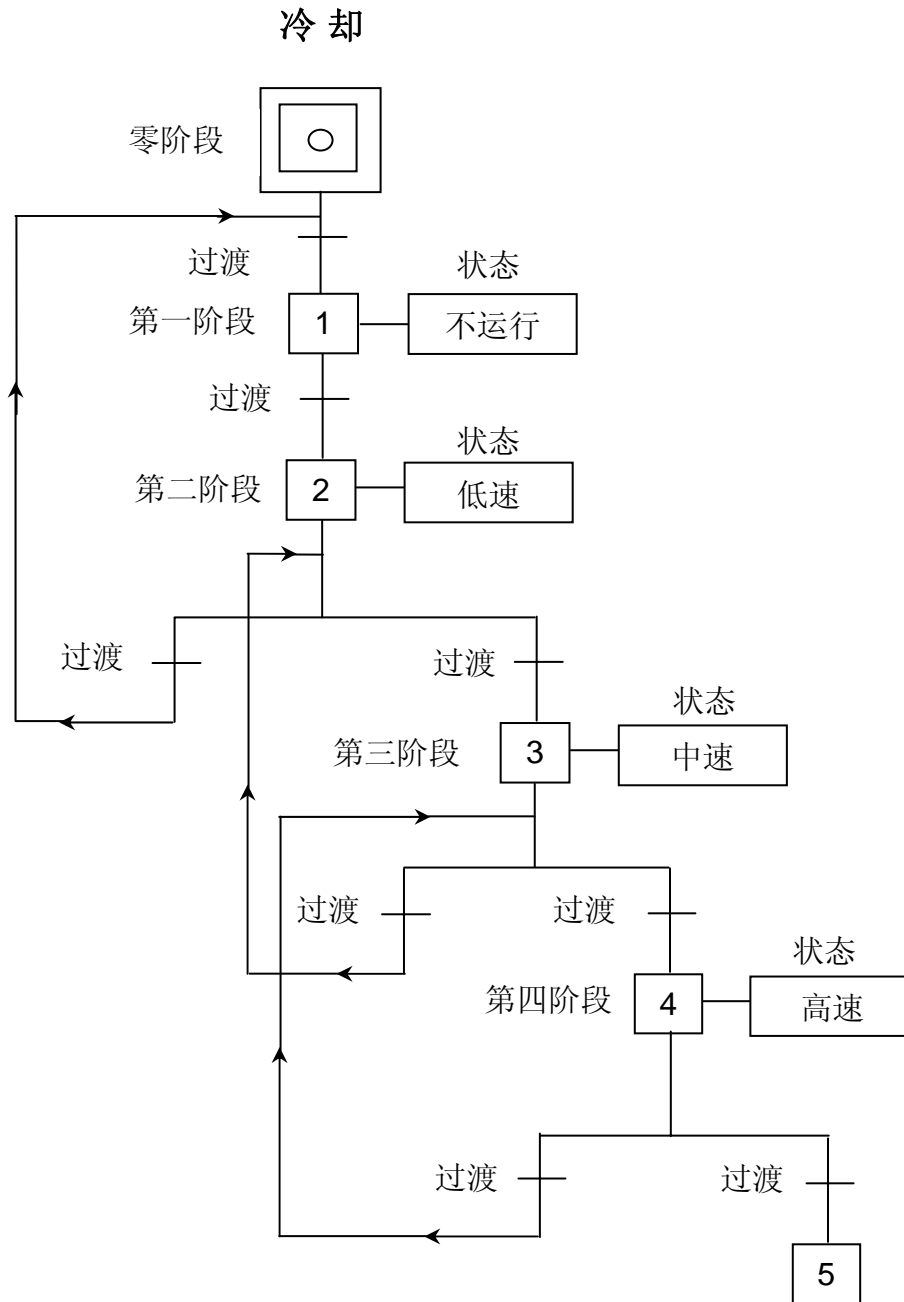 冷却
零阶段
过渡
状态
第一阶段
1
不运行
过渡
状态
第二阶段
2
低速
过渡
过渡
状态
第三阶段
3
中速
过渡
过渡
状态
第四阶段
4
高速
过渡
过渡
5